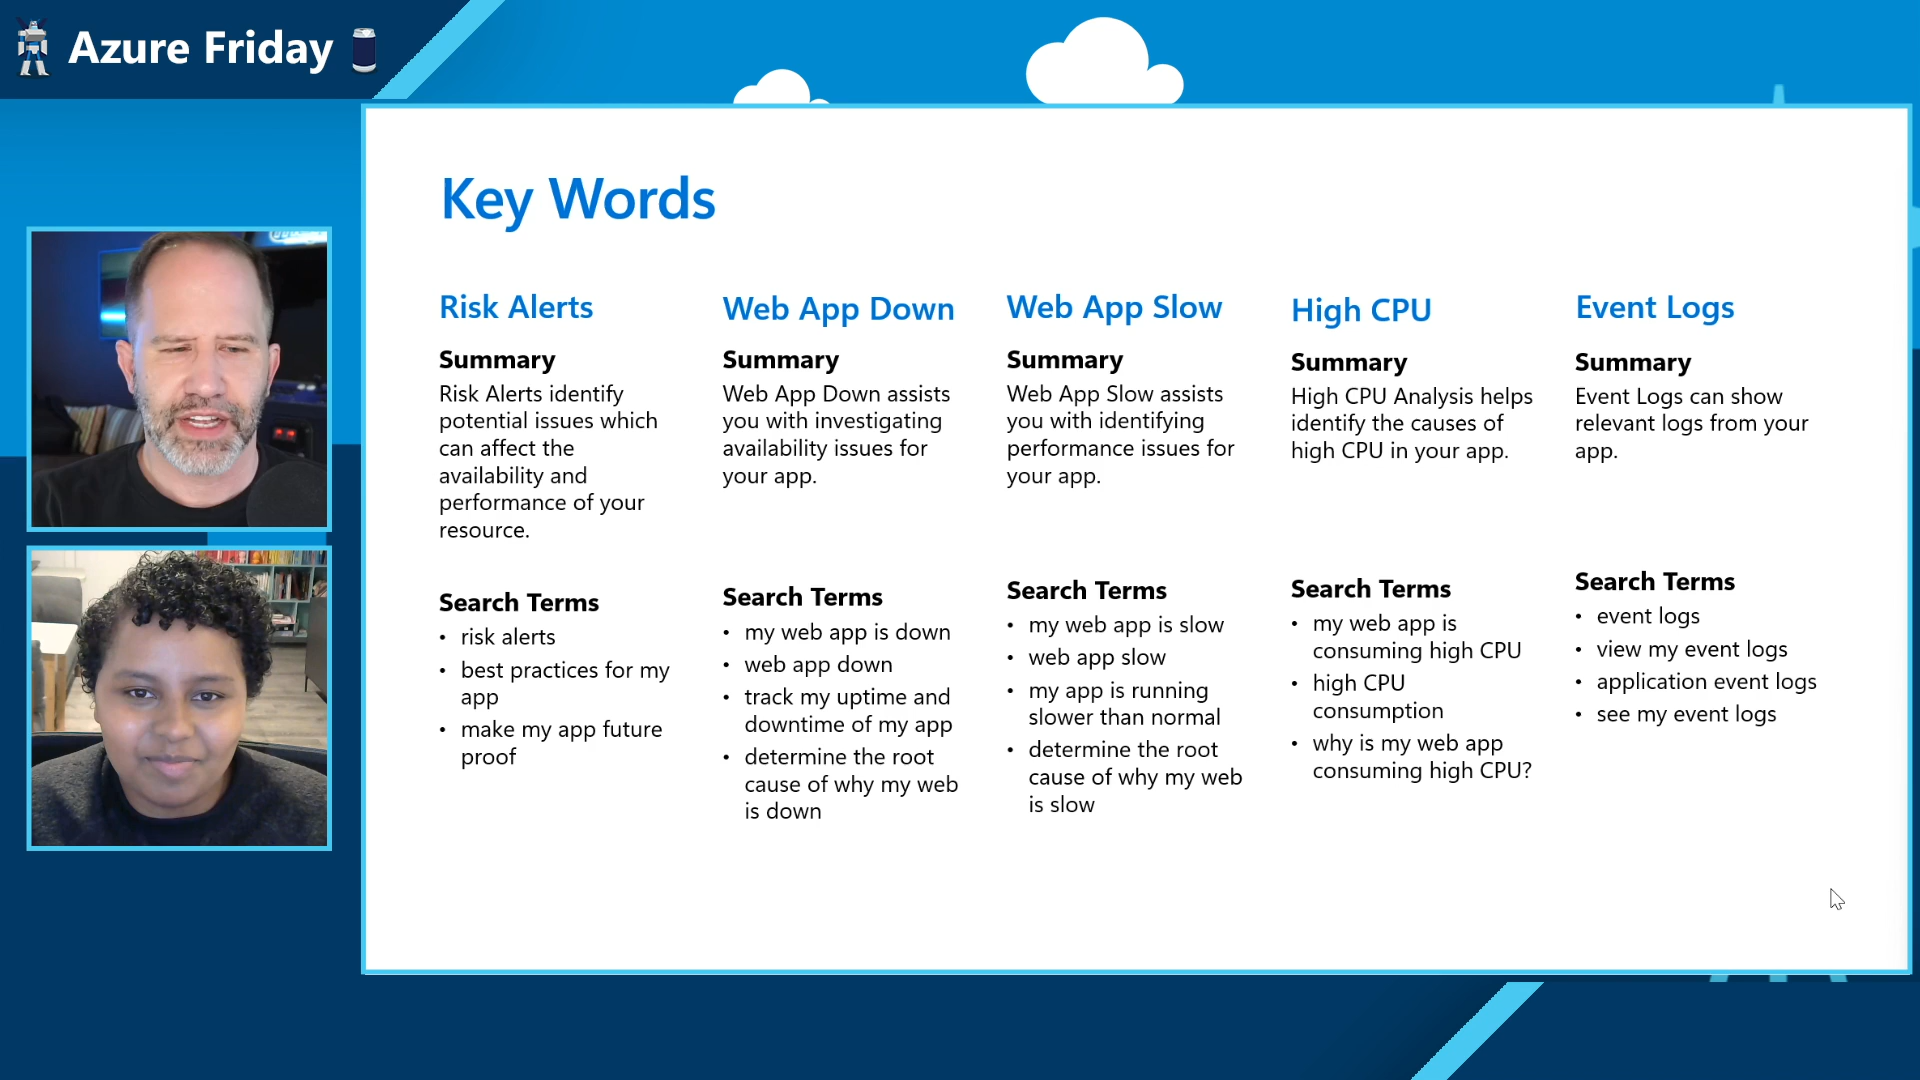 Azure Friday
Key Words
Risk Alerts
Summary
Risk Alerts identify
potential issues which
can affect the
availability and
performance of your
resource.
Search Terms
• risk alerts
• best practices for my
app
• make my app future
proof
Web App Down
Summary
Web App Down assists
you with investigating
availability issues for
your app.
Search Terms
• my web app is down
• web app down
• track my uptime and
downtime of my app
• determine the root
cause of why my web
is down
Web App Slow
Summary
Web App Slow assists
you with identifying
performance issues for
your app.
Search Terms
• my web app is slow
• web app slow
• my app is running
slower than normal
• determine the root
cause of why my web
is slow
High CPU
Summary
High CPU Analysis helps
identify the causes of
high CPU in your app.
Search Terms
• my web app is
consuming high CPU
• high CPU
consumption
• why is my web app
consuming high CPU?
Event Logs
Summary
Event Logs can show
relevant logs from your
app.
Search Terms
• event logs
• view my event logs
• application event logs
• see my event logs